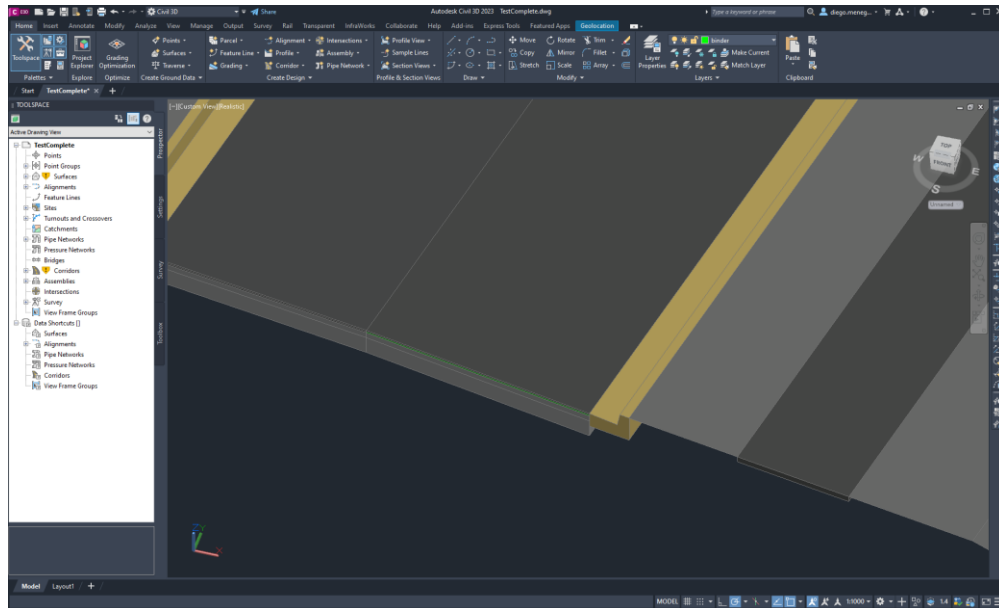 C 3D
Civil 3D
Share
Autodesk Civil 3D 2023 TestComplete.dwg
Type a keyword or phrase
diego.meneg...
Home Insert Annotate Modify Analyze View Manage Output Survey Rail Transparent InfraWorks Collaborate Help Add-ins Express Tools Featured Apps Geolocation
Toolspace
Project Explorer
Grading Optimization
Points
Surfaces
Traverse
Parcel
Feature Line
Grading
Alignment
Profile
Corridor
Intersections
Assembly
Pipe Network
Profile View
Sample Lines
Section Views
Move
Copy
Stretch
Rotate
Mirror
Scale
Trim
Fillet
Array
Layer Properties
binder
Make Current
Match Layer
Paste
Palettes
Explore
Optimize
Create Ground Data
Create Design
Profile & Section Views
Draw
Modify
Layers
Clipboard
Start TestComplete*
TOOLSPACE
Active Drawing View
TestComplete
Points
Point Groups
Surfaces
Alignments
Feature Lines
Sites
Turnouts and Crossovers
Catchments
Pipe Networks
Pressure Networks
Bridges
Corridors
Assemblies
Intersections
Survey
View Frame Groups
Data Shortcuts []
Surfaces
Alignments
Pipe Networks
Pressure Networks
Corridors
View Frame Groups
Prospector
Settings
Survey
Toolbox
[-][Custom View][Realistic]
TOP
FRONT
W
S
E
Unnamed
Z
Y
X
Model Layout1
MODEL
1:1000
1.4